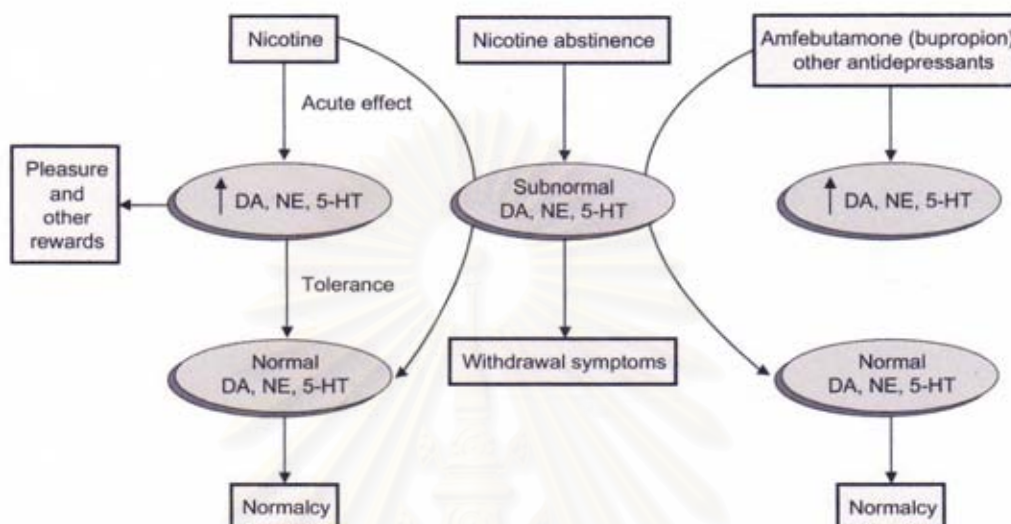 Nicotine
Nicotine abstinence
Amfebutamone (bupropion)
other antidepressants
Acute effect
Pleasure
and
other
rewards
↑ DA, NE, 5-HT
Subnormal
DA, NE, 5-HT
↑ DA, NE, 5-HT
Tolerance
Normal
DA, NE, 5-HT
Withdrawal symptoms
Normal
DA, NE, 5-HT
Normalcy
Normalcy